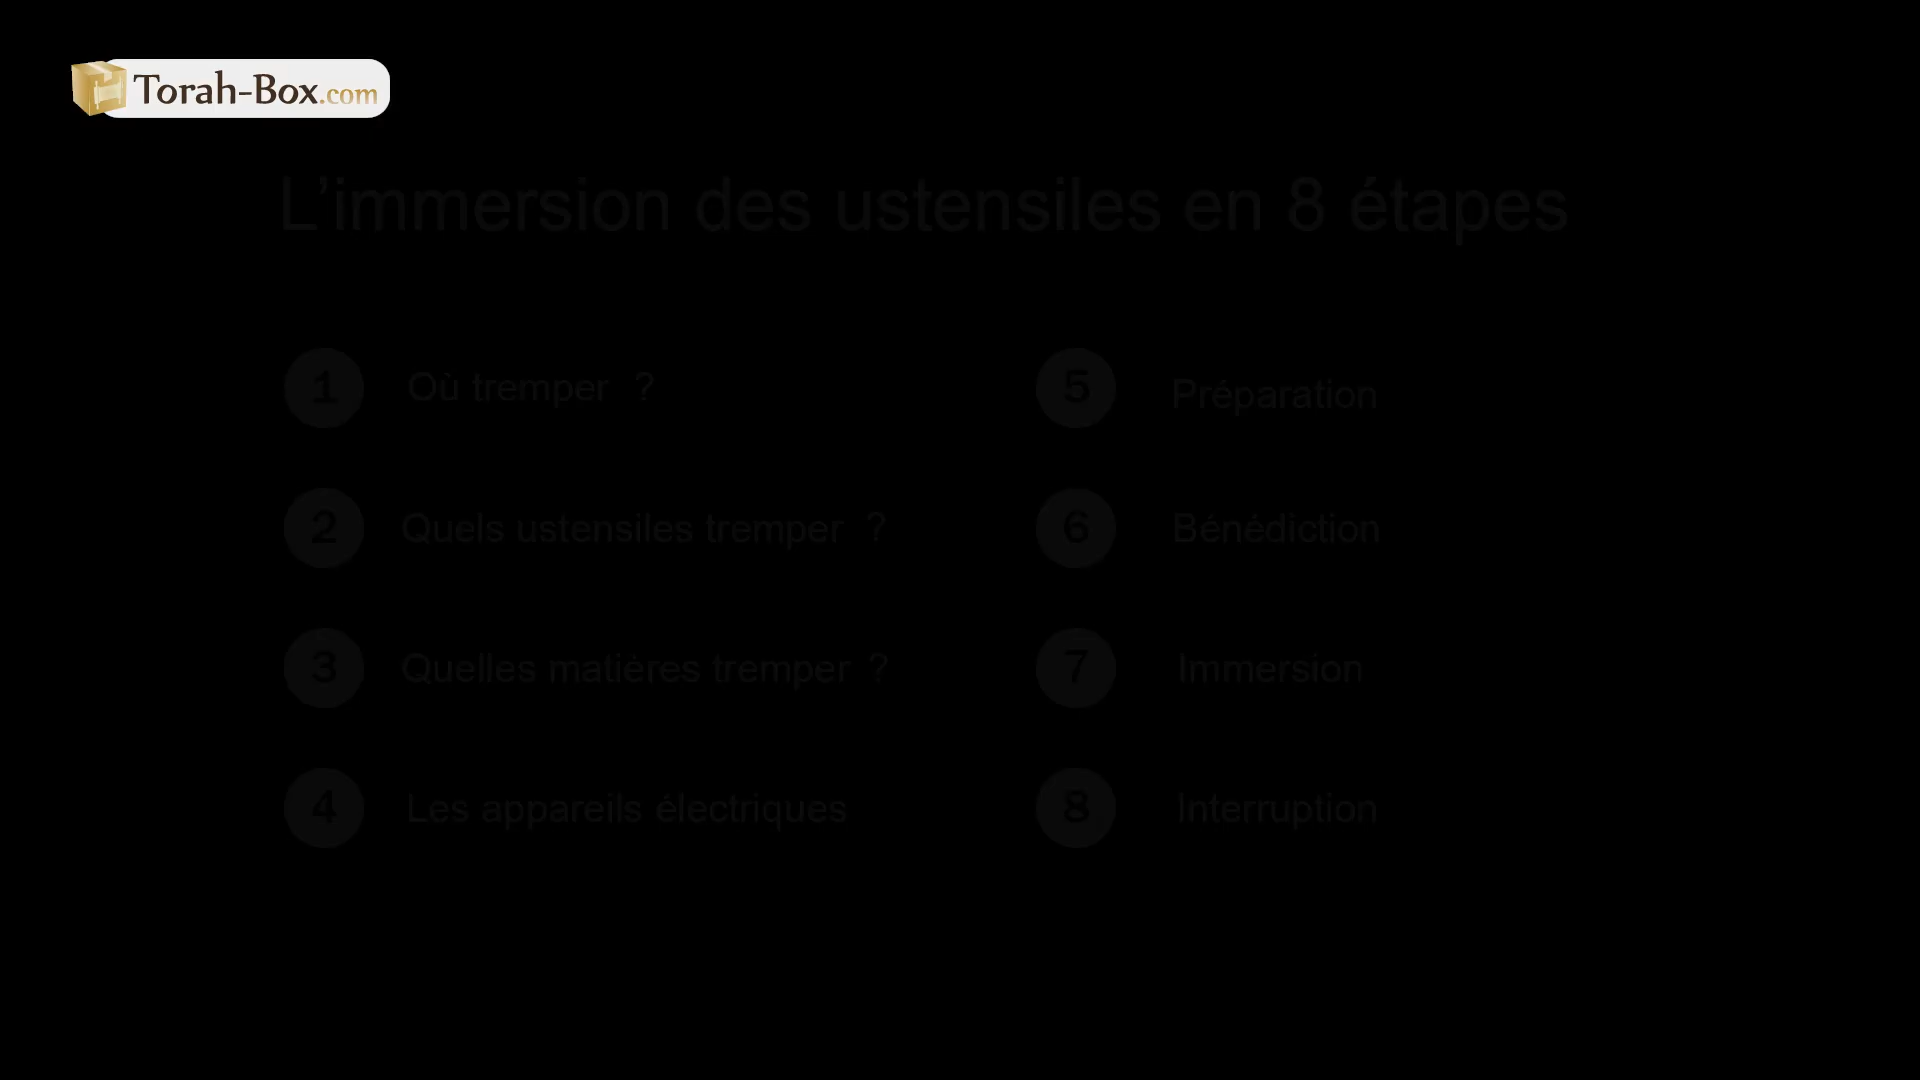 Torah-Box.com
L’immersion des ustensiles en 8 étapes
1 Où tremper ?
2 Quels ustensiles tremper ?
3 Quelles matières tremper ?
4 Les appareils électriques
5 Préparation
6 Bénédiction
7 Immersion
8 Interruption